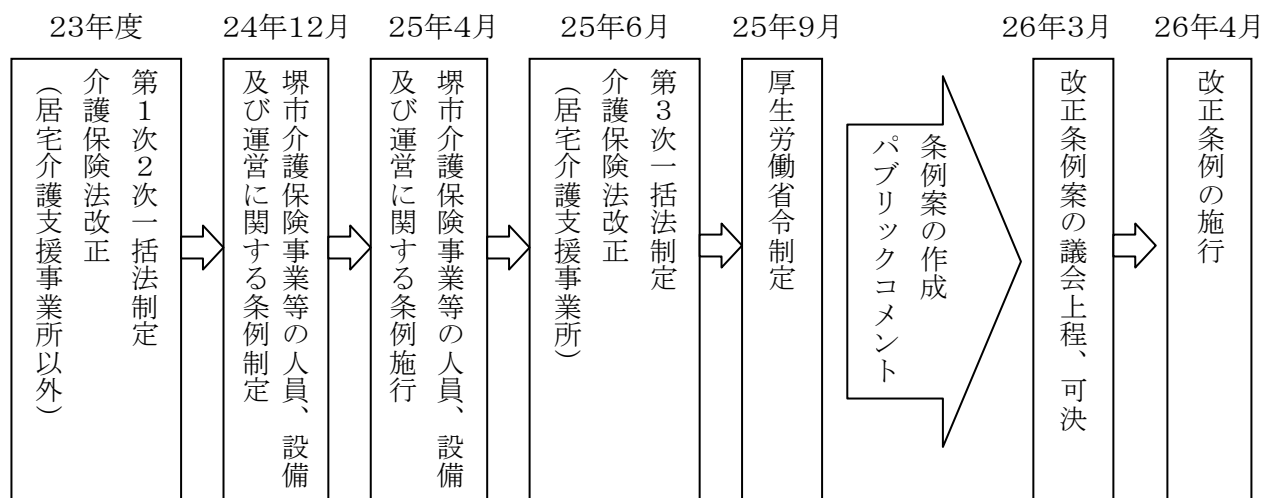 23年度
第1次2次一括法制定
介護保険法改正
(居宅介護支援事業所以外)
24年12月
堺市介護保険事業等の人員、設備
及び運営に関する条例制定
25年4月
堺市介護保険事業等の人員、設備
及び運営に関する条例施行
25年6月
第3次一括法制定
介護保険法改正
(居宅介護支援事業所)
25年9月
厚生労働省令制定
条例案の作成
パブリックコメント
26年3月
改正条例案の議会上程、可決
26年4月
改正条例の施行